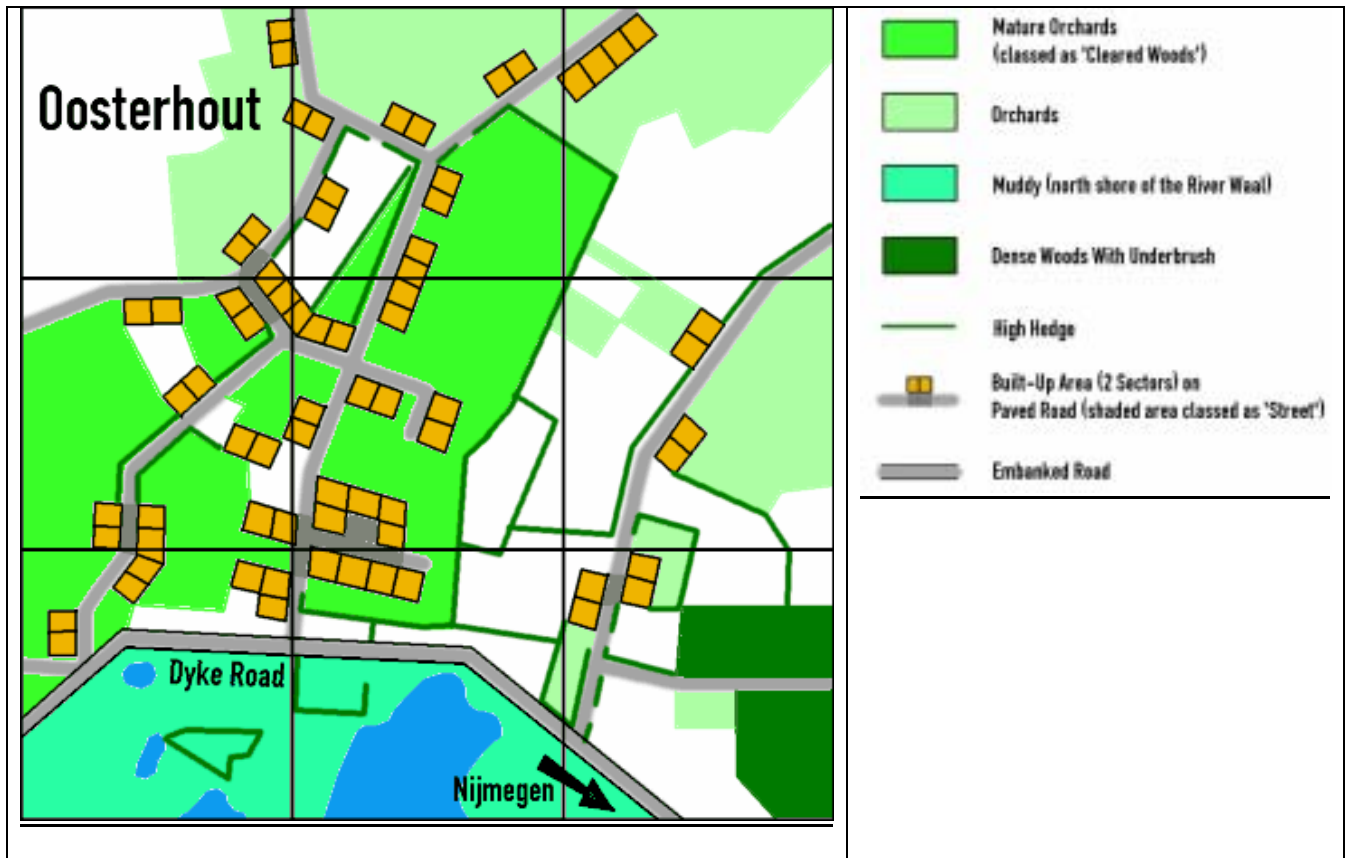 Oosterhout
Dyke Road
Nijmegen
Mature Orchards
(classed as 'Cleared Woods')
Orchards
Muddy (north shore of the River Waal)
Dense Woods With Underbrush
High Hedge
Built-Up Area (2 Sectors) on
Paved Road (shaded area classed as 'Street')
Embanked Road